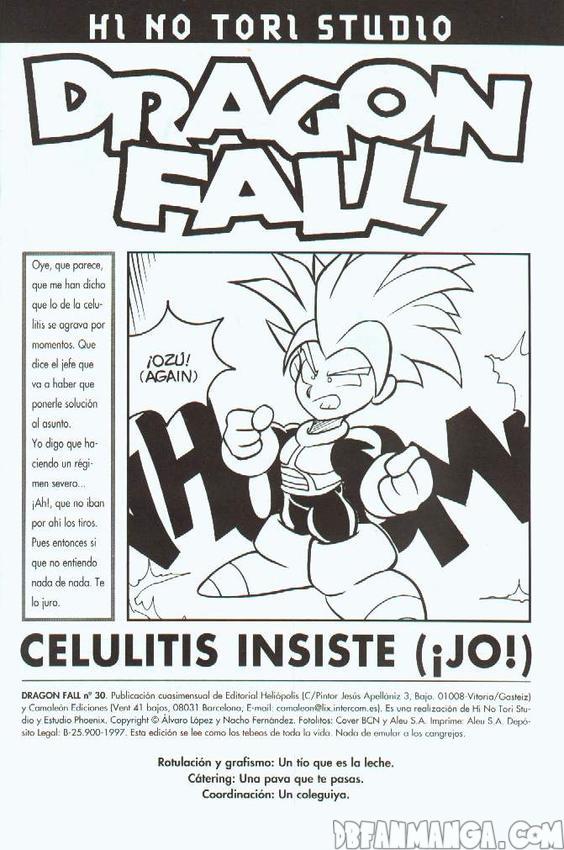 HI NO TORI STUDIO
DRAGON
FALL
Oye, que parece,
que me han dicho
que lo de la celu-
litis se agrava por
momentos. Que
dice el jefe que
va a haber que
ponerle solución
al asunto.
Yo digo que ha-
ciendo un régi-
men severo...
¡Ah!, que no iban
por ahí los tiros.
Pues entonces si
que no entiendo
nada de nada. Te
lo juro.
¡OZÚ!
(AGAIN)
CELULITIS INSISTE (¡JO!)
DRAGON FALL nº 30. Publicación cuasimensual de Editorial Heliópolis (C/Pintor Jesús Apellániz 3, Bajo. 01008-Vitoria/Gasteiz)
y Camaleón Ediciones (Vent 41 bajos, 08031 Barcelona, E-mail: camaleon@lix.intercom.es). Es una realización de Hi No Tori Stu-
dio y Estudio Phoenix. Copyright © Álvaro López y Nacho Fernández. Fotolitos: Cover BCN y Aleu S.A. Imprime: Aleu S.A. Depó-
sito Legal: B-25.900-1997. Esta edición se lee como los tebeos de toda la vida. Nada de emular a los cangrejos.
Rotulación y grafismo: Un tío que es la leche.
Cátering: Una pava que te pasas.
Coordinación: Un coleguiya.
DBFANMANGA.COM